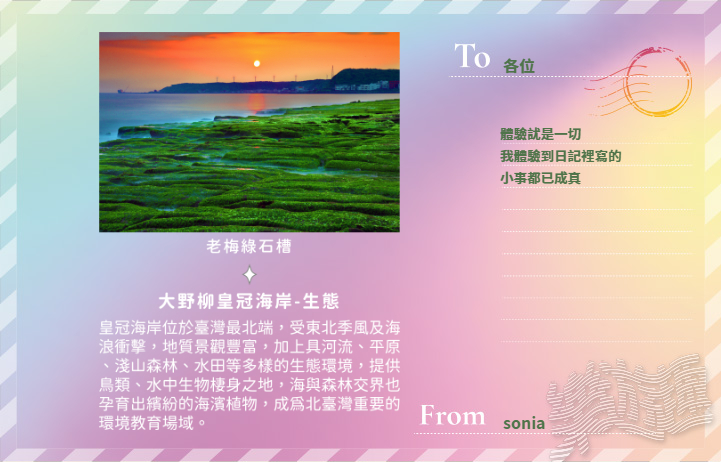 老梅綠石槽
大野柳皇冠海岸-生態
皇冠海岸位於臺灣最北端，受東北季風及海
浪衝擊，地質景觀豐富，加上具河流、平原
、淺山森林、水田等多樣的生態環境，提供
鳥類、水中生物棲身之地，海與森林交界也
孕育出繽紛的海濱植物，成為北臺灣重要的
環境教育場域。
To 各位
體驗就是一切
我體驗到日記裡寫的
小事都已成真
From sonia